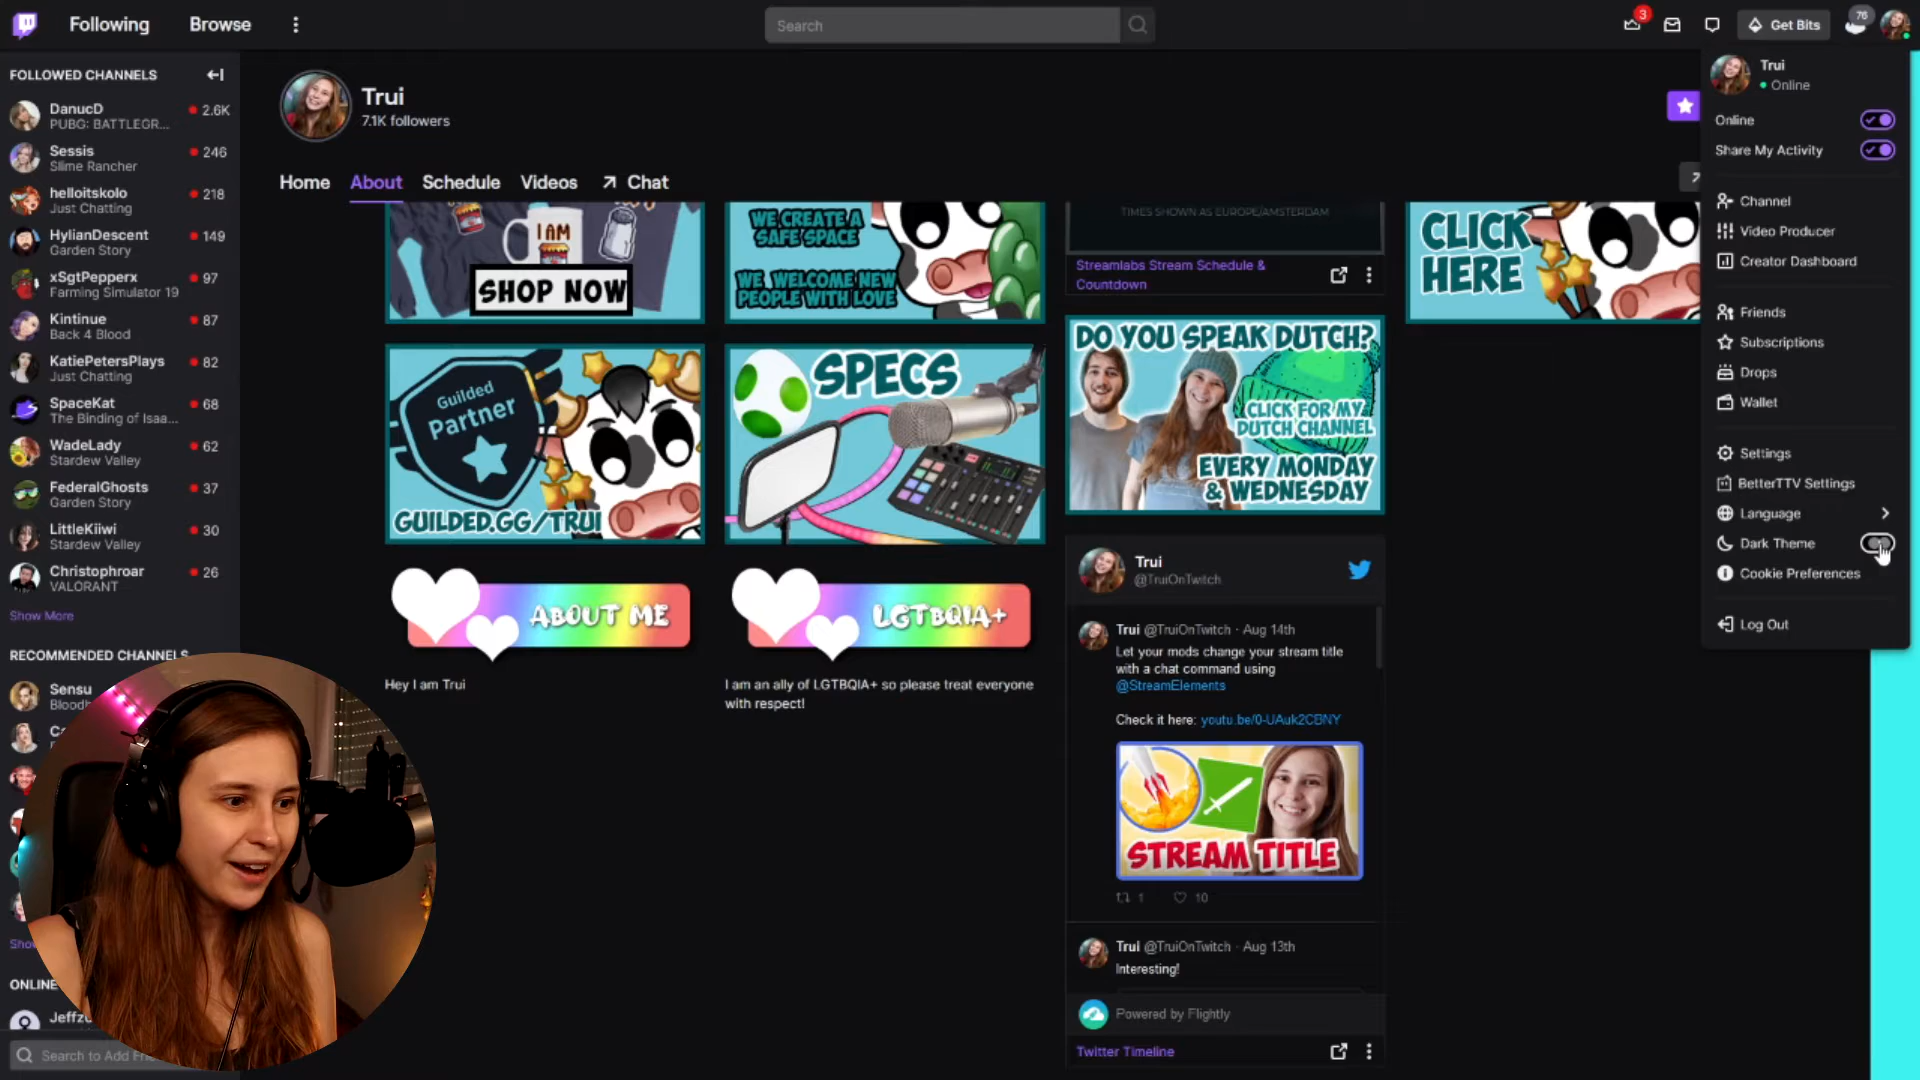 Following
Browse
Search
3
Get Bits
76
FOLLOWED CHANNELS
DanucD
PUBG: BATTLEGR...
2.6K
Sessis
Slime Rancher
246
helloitskolo
Just Chatting
218
HylianDescent
Garden Story
149
xSgtPepperx
Farming Simulator 19
97
Kintinue
Back 4 Blood
87
KatiePetersPlays
Just Chatting
82
SpaceKat
The Binding of Isaa...
68
WadeLady
Stardew Valley
62
FederalGhosts
Garden Story
37
LittleKiiwi
Stardew Valley
30
Christophroar
VALORANT
26
Show More
RECOMMENDED CHANNELS
Sensu
ONLINE
Search to Add
Trui
7.1K followers
Home
About
Schedule
Videos
Chat
I AM
SHOP NOW
WE CREATE A
SAFE SPACE
WE WELCOME NEW
PEOPLE WITH LOVE
TIMES SHOWN AS EUROPE/AMSTERDAM
Streamlabs Stream Schedule &
Countdown
CLICK
HERE
Guilded
Partner
GUILDED.GG/TRUI
SPECS
DO YOU SPEAK DUTCH?
CLICK FOR MY
DUTCH CHANNEL
EVERY MONDAY
& WEDNESDAY
ABOUT ME
Hey I am Trui
LGTBQIA+
I am an ally of LGTBQIA+ so please treat everyone
with respect!
Trui
@TruiOnTwitch
Trui @TruiOnTwitch · Aug 14th
Let your mods change your stream title
with a chat command using
@StreamElements
Check it here: youtu.be/0-UAuk2CBNY
STREAM TITLE
1
10
Trui @TruiOnTwitch · Aug 13th
Interesting!
Powered by Flightly
Twitter Timeline
Trui
Online
Online
Share My Activity
Channel
Video Producer
Creator Dashboard
Friends
Subscriptions
Drops
Wallet
Settings
BetterTTV Settings
Language
Dark Theme
Cookie Preferences
Log Out